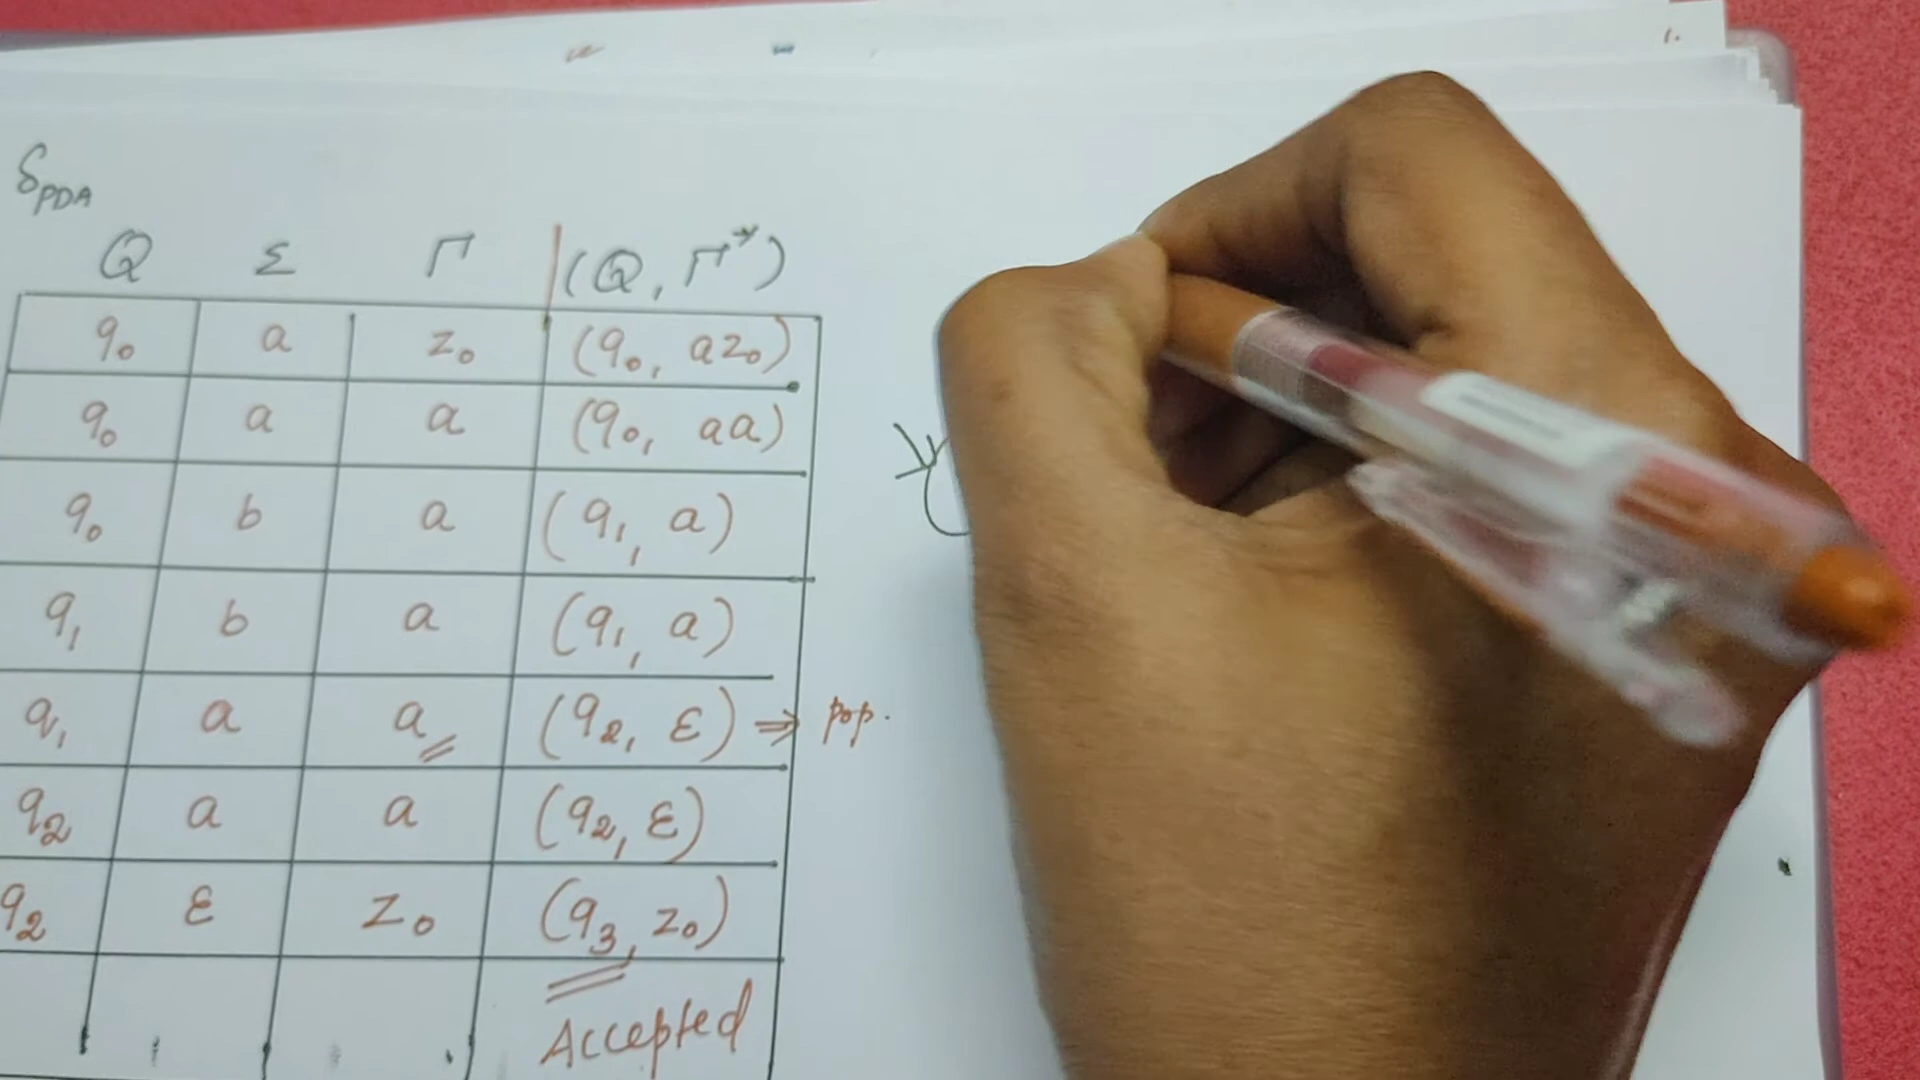 δPDA
Q Σ Γ (Q, Γ*)
q₀ a z₀ (q₀, az₀)
q₀ a a (q₀, aa)
q₀ b a (q₁, a)
q₁ b a (q₁, a)
q₁ a a (q₂, ε) ⇒ pop.
q₂ a a (q₂, ε)
q₂ ε z₀ (q₃, z₀)
Accepted